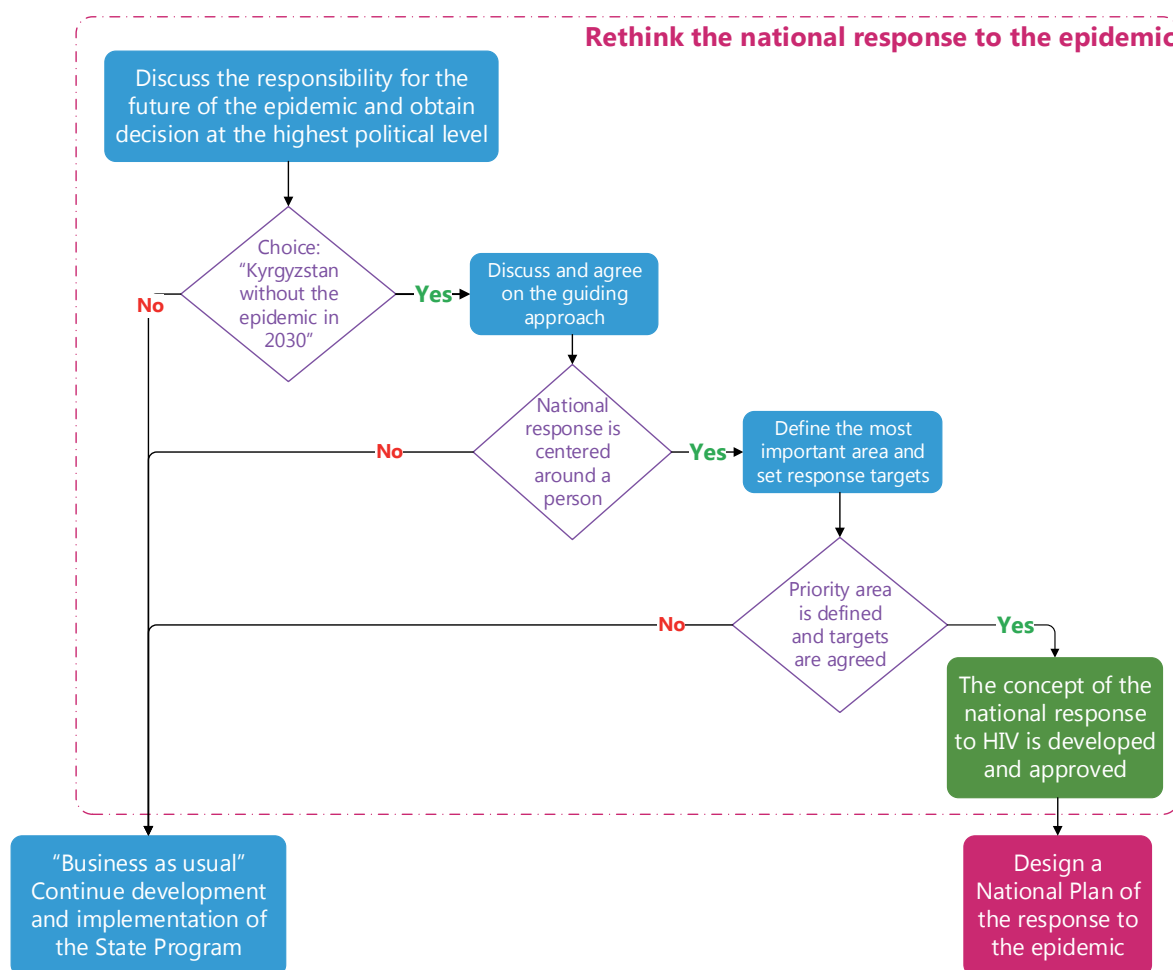 Rethink the national response to the epidemic
Discuss the responsibility for the
future of the epidemic and obtain
decision at the highest political level
Choice:
“Kyrgyzstan
without the
epidemic in
2030”
No
Yes
Discuss and agree
on the guiding
approach
National
response is
centered
around a
person
No
Yes
Define the most
important area and
set response targets
Priority area
is defined
and targets
are agreed
No
Yes
The concept of the
national response
to HIV is developed
and approved
“Business as usual”
Continue development
and implementation of
the State Program
Design a
National Plan of
the response to
the epidemic